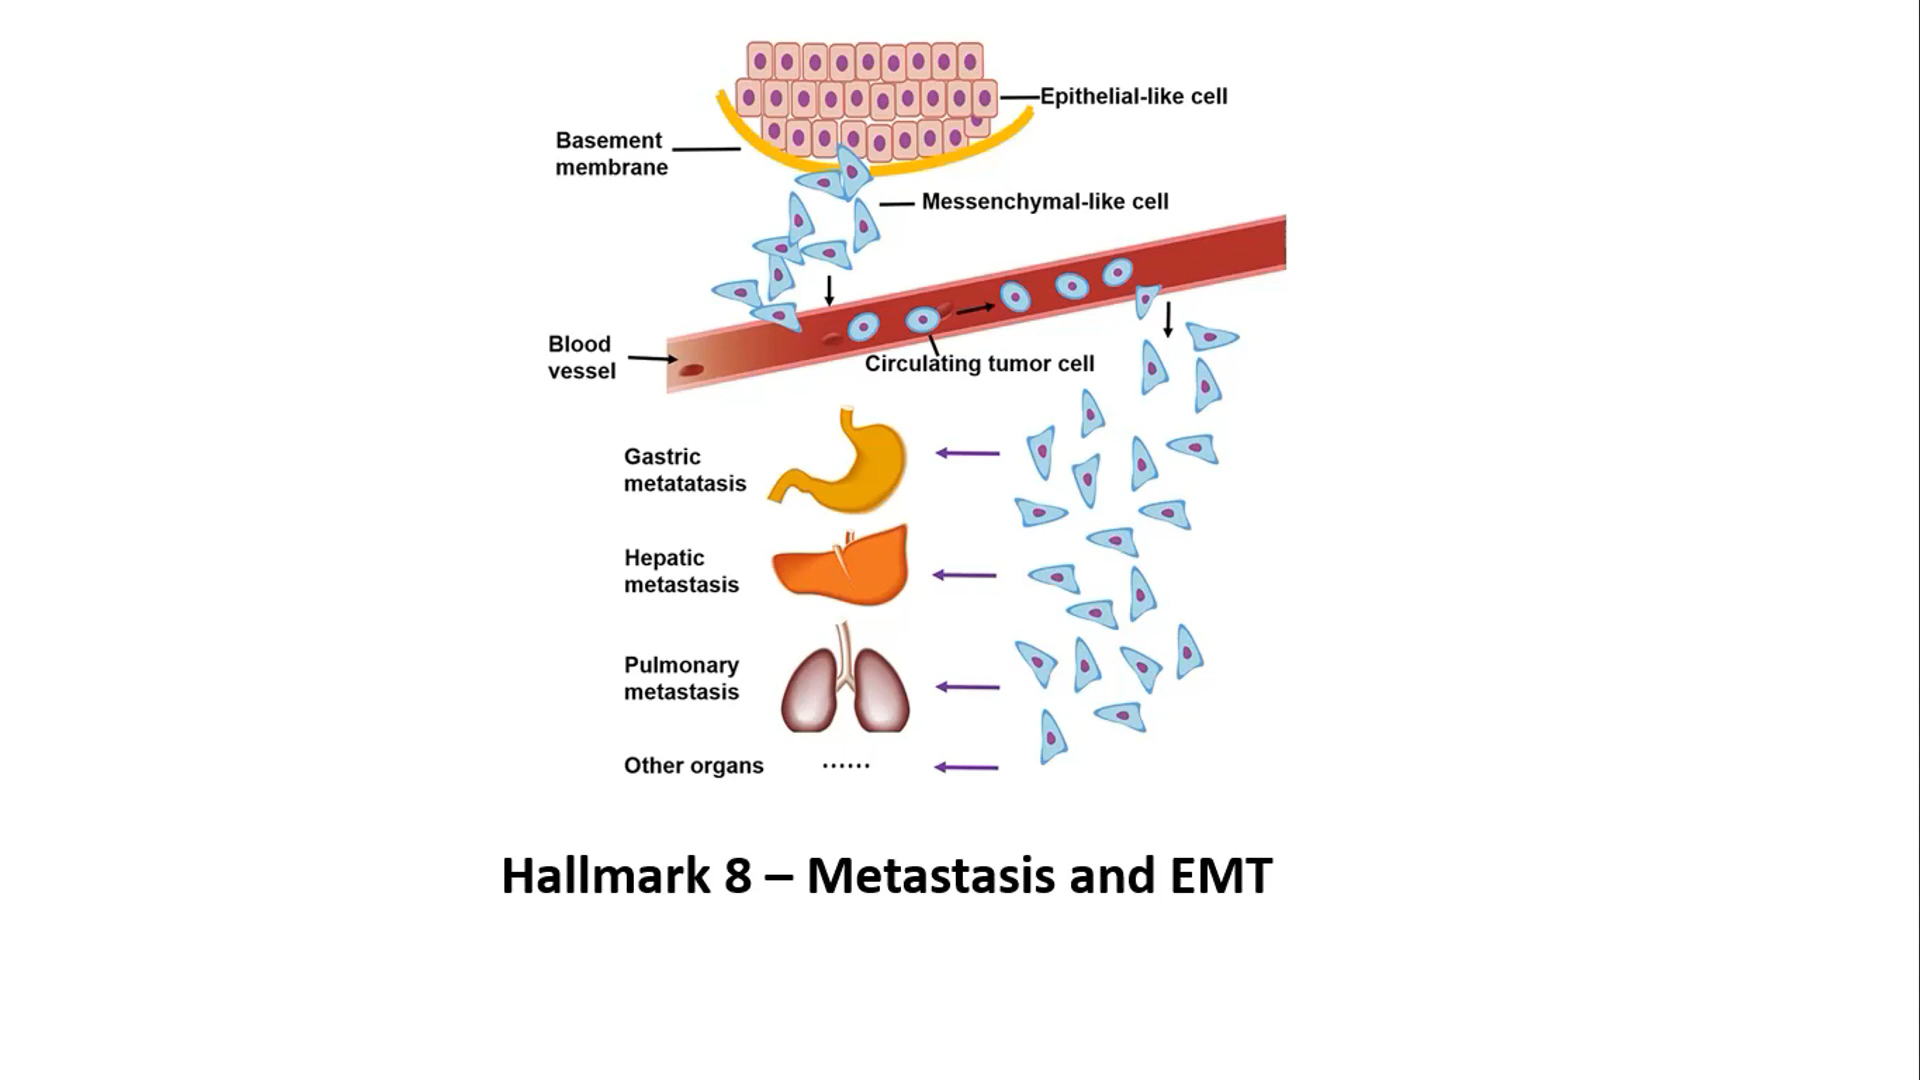 Epithelial-like cell
Basement
membrane
Messenchymal-like cell
Blood
vessel
Circulating tumor cell
Gastric
metatatasis
Hepatic
metastasis
Pulmonary
metastasis
Other organs ......
Hallmark 8 – Metastasis and EMT